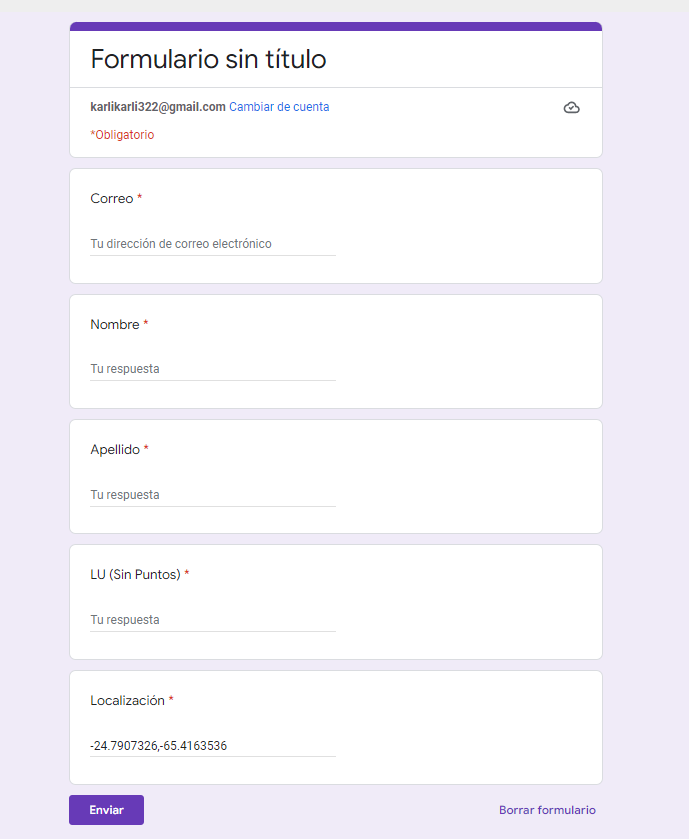 Formulario sin título
karlikarli322@gmail.com Cambiar de cuenta
*Obligatorio
Correo *
Tu dirección de correo electrónico
Nombre *
Tu respuesta
Apellido *
Tu respuesta
LU (Sin Puntos) *
Tu respuesta
Localización *
-24.7907326,-65.4163536
Enviar
Borrar formulario